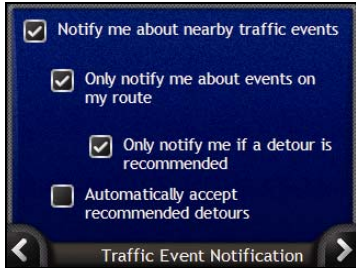 Notify me about nearby traffic events
Only notify me about events on
my route
Only notify me if a detour is
recommended
Automatically accept
recommended detours
Traffic Event Notification